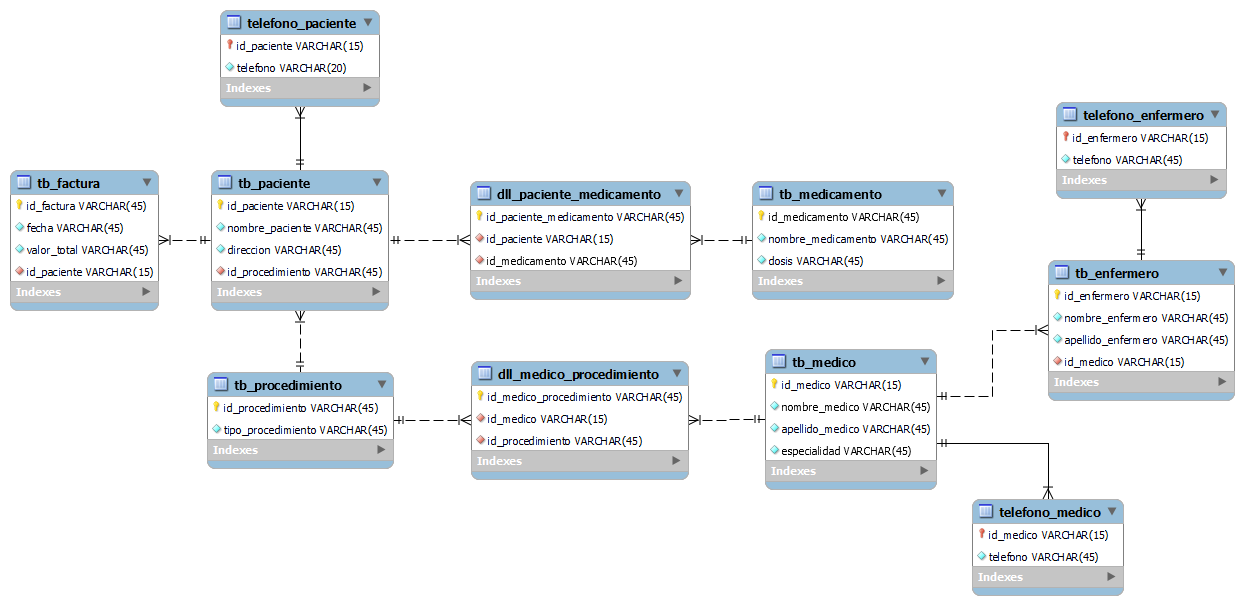 telefono_paciente
id_paciente VARCHAR(15)
telefono VARCHAR(20)
Indexes
telefono_enfermero
id_enfermero VARCHAR(15)
telefono VARCHAR(45)
Indexes
tb_factura
id_factura VARCHAR(45)
fecha VARCHAR(45)
valor_total VARCHAR(45)
id_paciente VARCHAR(15)
Indexes
tb_paciente
id_paciente VARCHAR(15)
nombre_paciente VARCHAR(45)
direccion VARCHAR(45)
id_procedimiento VARCHAR(45)
Indexes
dll_paciente_medicamento
id_paciente_medicamento VARCHAR(45)
id_paciente VARCHAR(15)
id_medicamento VARCHAR(45)
Indexes
tb_medicamento
id_medicamento VARCHAR(45)
nombre_medicamento VARCHAR(45)
dosis VARCHAR(45)
Indexes
tb_enfermero
id_enfermero VARCHAR(15)
nombre_enfermero VARCHAR(45)
apellido_enfermero VARCHAR(45)
id_medico VARCHAR(15)
Indexes
tb_procedimiento
id_procedimiento VARCHAR(45)
tipo_procedimiento VARCHAR(45)
Indexes
dll_medico_procedimiento
id_medico_procedimiento VARCHAR(45)
id_medico VARCHAR(15)
id_procedimiento VARCHAR(45)
Indexes
tb_medico
id_medico VARCHAR(15)
nombre_medico VARCHAR(45)
apellido_medico VARCHAR(45)
especialidad VARCHAR(45)
Indexes
telefono_medico
id_medico VARCHAR(15)
telefono VARCHAR(45)
Indexes